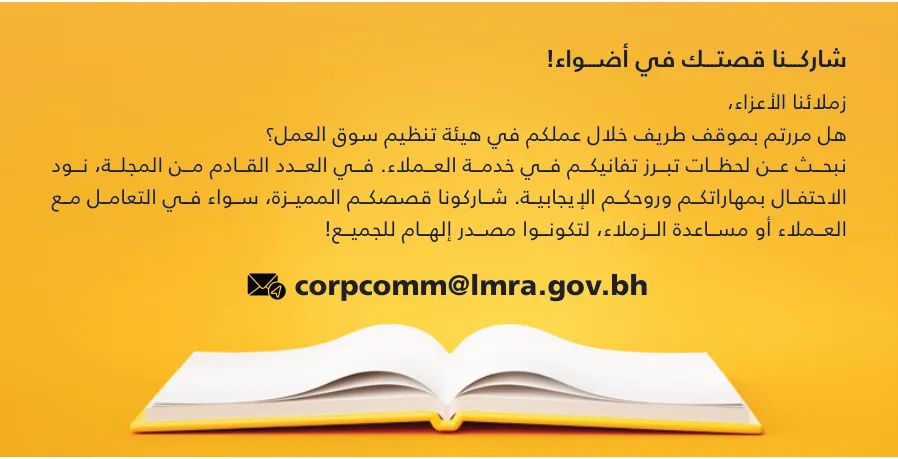 شاركنا قصتك في أضواء!
زملائنا الأعزاء،
هل مررتم بموقف طريف خلال عملكم في هيئة تنظيم سوق العمل؟
نبحث عن لحظات تبرز تفانيكم في خدمة العملاء. في العدد القادم من المجلة، نود
الاحتفال بمهاراتكم وروحكم الإيجابية. شاركونا قصصكم المميزة، سواء في التعامل مع
العملاء أو مساعدة الزملاء، لتكونوا مصدر إلهام للجميع!
corpcomm@lmra.gov.bh